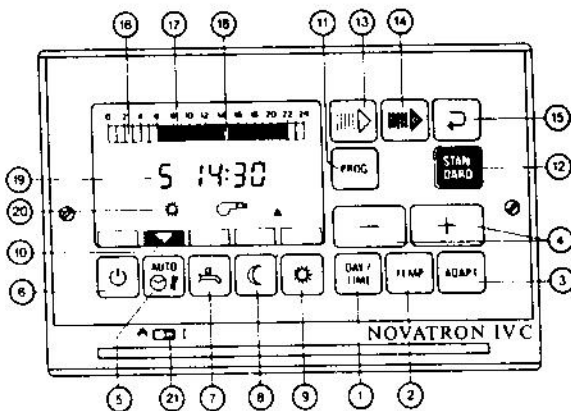 16 17 18 11 13 14
0 2 4 6 8 10 12 14 16 18 20 22 24
15
PROG
STAN
DARD
12
19
5 14:30
20
- +
4
10
6
AUTO
DAY/
TIME
TEMP
ADAPT
3
NOVATRON IVC
I
5 21 7 8 9 1 2